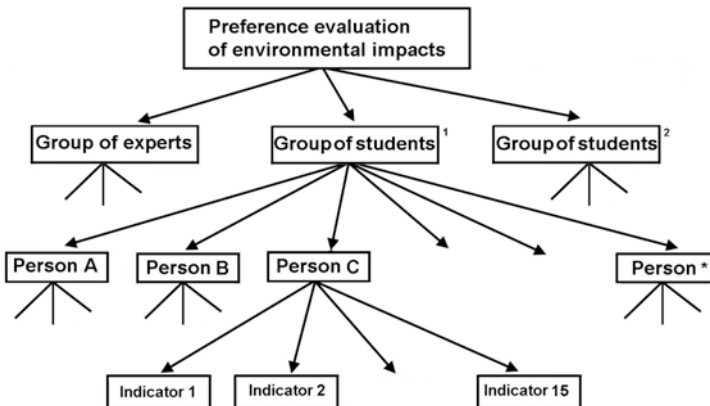 Preference evaluation
of environmental impacts
Group of experts
Group of students 1
Group of students 2
Person A
Person B
Person C
Person *
Indicator 1
Indicator 2
Indicator 15